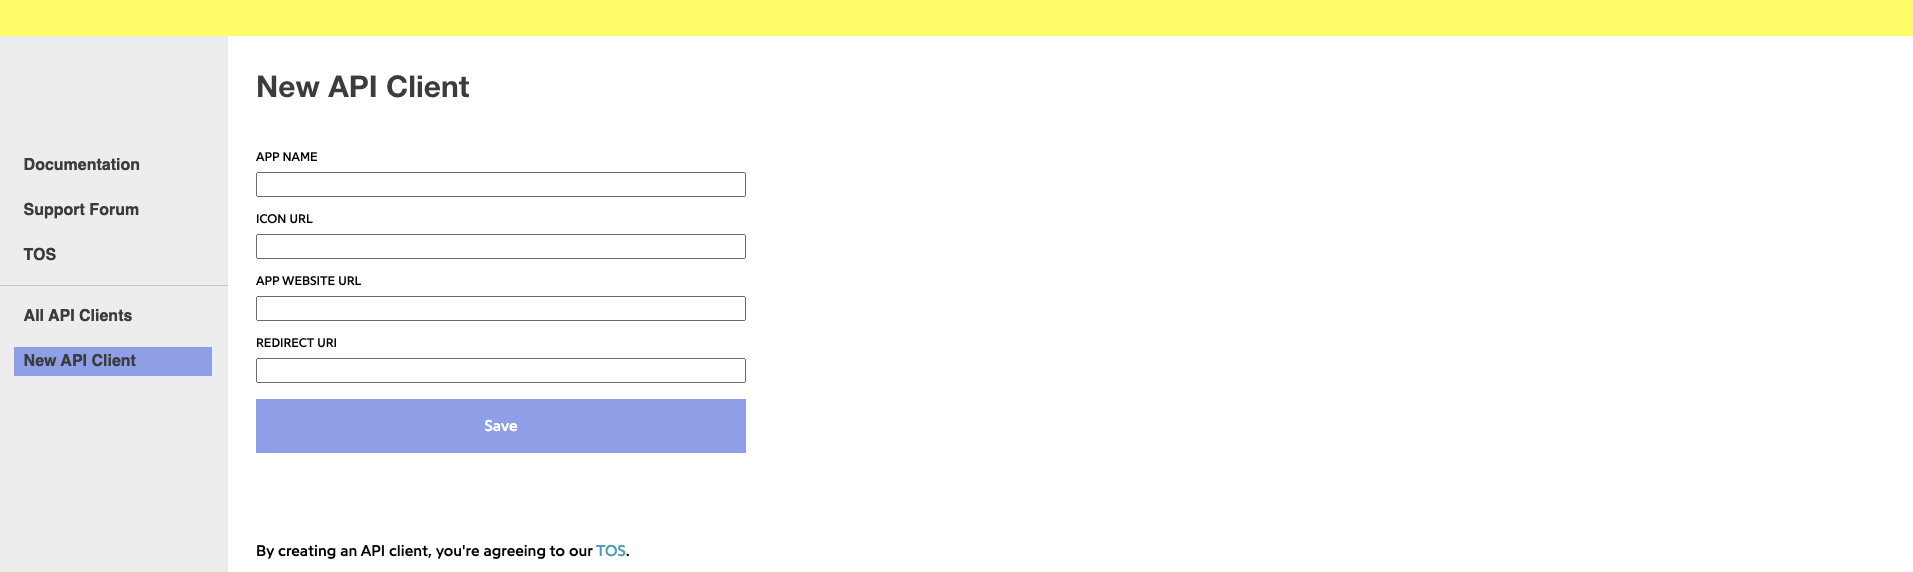 Documentation
Support Forum
TOS
All API Clients
New API Client
New API Client
APP NAME
ICON URL
APP WEBSITE URL
REDIRECT URI
Save
By creating an API client, you're agreeing to our TOS.